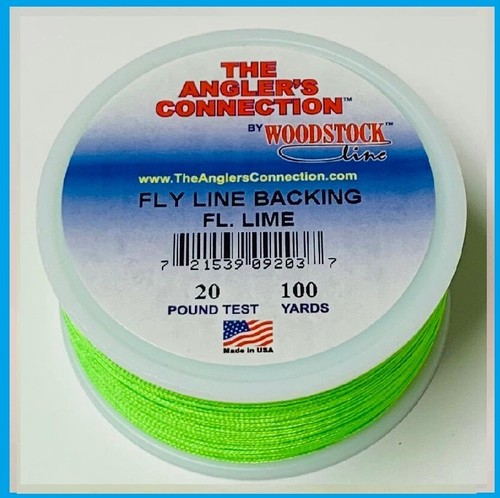 THE
ANGLER'S
CONNECTION™
BY WOODSTOCK™
line
www.TheAnglersConnection.com
FLY LINE BACKING
FL. LIME
7 21539 09203 7
20 100
POUND TEST YARDS
Made in USA